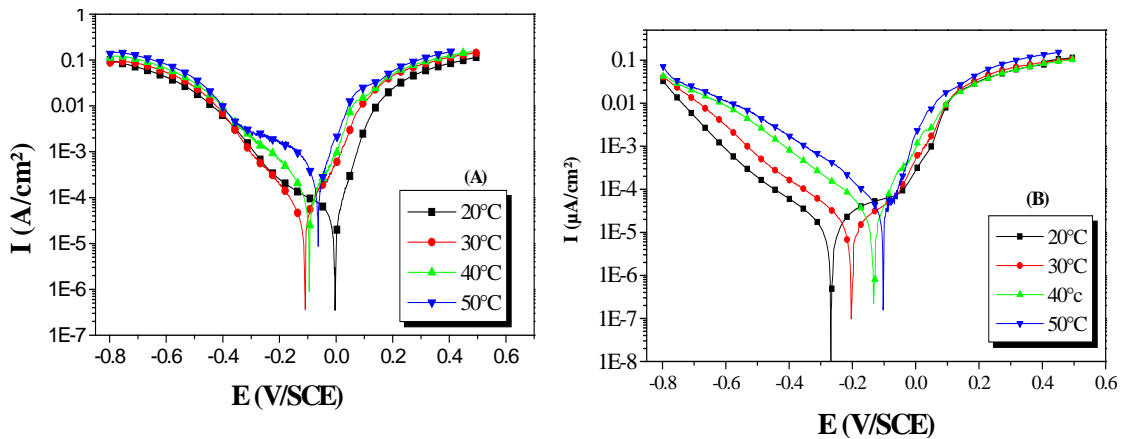 1
0.1
0.01
1E-3
1E-4
1E-5
1E-6
1E-7
I (A/cm²)
(A)
20°C
30°C
40°C
50°C
-0.8 -0.6 -0.4 -0.2 0.0 0.2 0.4 0.6
E (V/SCE)
0.1
0.01
1E-3
1E-4
1E-5
1E-6
1E-7
1E-8
I (µA/cm²)
(B)
20°C
30°C
40°c
50°C
-0.8 -0.6 -0.4 -0.2 0.0 0.2 0.4 0.6
E (V/SCE)